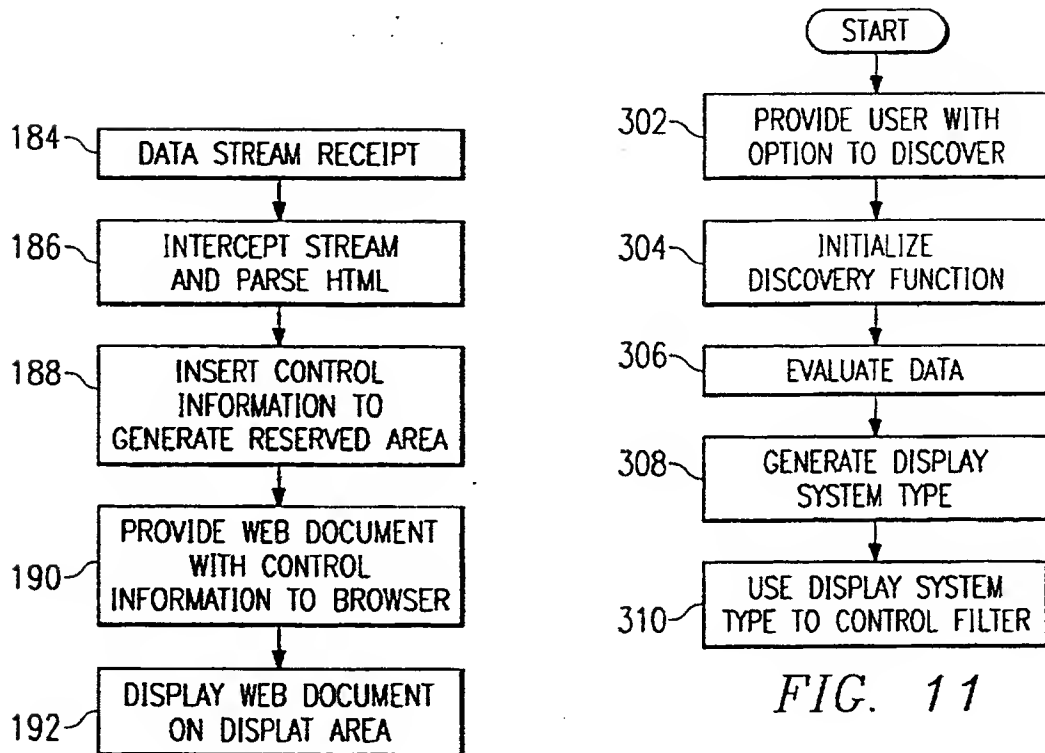 184
DATA STREAM RECEIPT
186
INTERCEPT STREAM
AND PARSE HTML
188
INSERT CONTROL
INFORMATION TO
GENERATE RESERVED AREA
190
PROVIDE WEB DOCUMENT
WITH CONTROL
INFORMATION TO BROWSER
192
DISPLAY WEB DOCUMENT
ON DISPLAT AREA
START
302
PROVIDE USER WITH
OPTION TO DISCOVER
304
INITIALIZE
DISCOVERY FUNCTION
306
EVALUATE DATA
308
GENERATE DISPLAY
SYSTEM TYPE
310
USE DISPLAY SYSTEM
TYPE TO CONTROL FILTER
FIG. 11